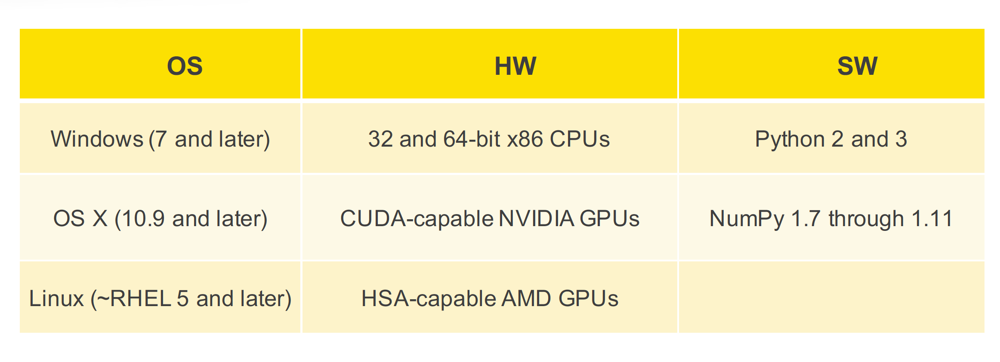 OS
HW
SW
Windows (7 and later)
32 and 64-bit x86 CPUs
Python 2 and 3
OS X (10.9 and later)
CUDA-capable NVIDIA GPUs
NumPy 1.7 through 1.11
Linux (~RHEL 5 and later)
HSA-capable AMD GPUs